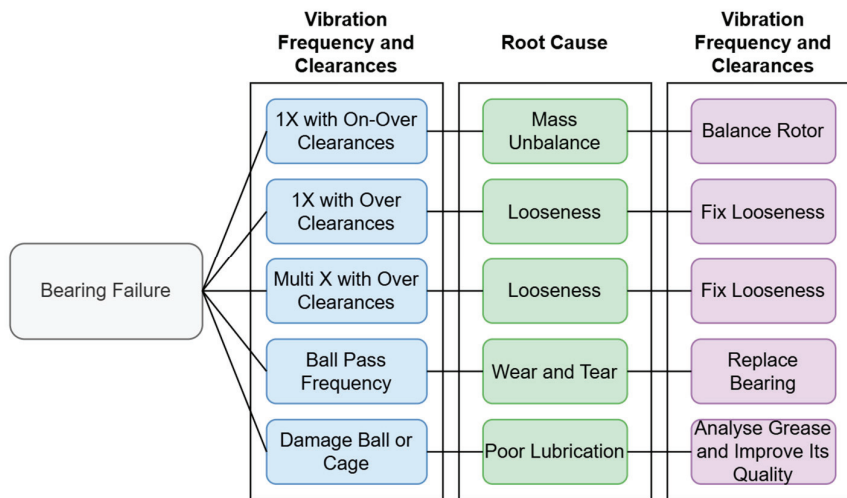 Vibration
Frequency and
Clearances
Root Cause
Vibration
Frequency and
Clearances
Bearing Failure
1X with On-Over
Clearances
Mass
Unbalance
Balance Rotor
1X with Over
Clearances
Looseness
Fix Looseness
Multi X with Over
Clearances
Looseness
Fix Looseness
Ball Pass
Frequency
Wear and Tear
Replace
Bearing
Damage Ball or
Cage
Poor Lubrication
Analyse Grease
and Improve Its
Quality